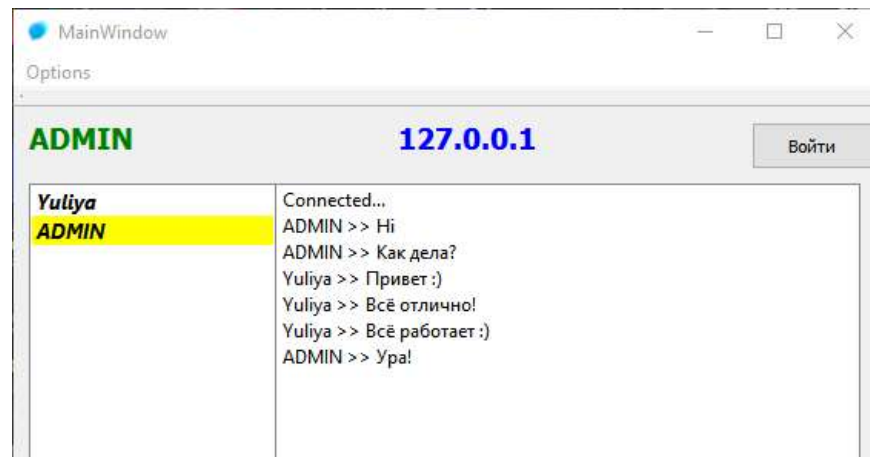 MainWindow
Options
ADMIN
127.0.0.1
Войти
Yuliya
ADMIN
Connected...
ADMIN >> Hi
ADMIN >> Как дела?
Yuliya >> Привет :)
Yuliya >> Всё отлично!
Yuliya >> Всё работает :)
ADMIN >> Ура!